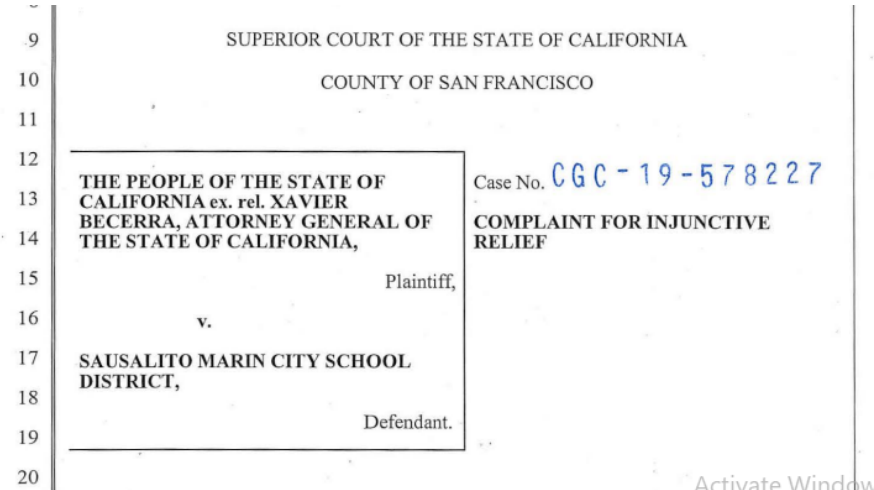 9 SUPERIOR COURT OF THE STATE OF CALIFORNIA
10 COUNTY OF SAN FRANCISCO
11
12
THE PEOPLE OF THE STATE OF Case No. CGC-19-578227
13 CALIFORNIA ex. rel. XAVIER
BECERRA, ATTORNEY GENERAL OF COMPLAINT FOR INJUNCTIVE
14 THE STATE OF CALIFORNIA, RELIEF
15 Plaintiff,
16 v.
17 SAUSALITO MARIN CITY SCHOOL
DISTRICT,
18
Defendant.
19
20
Activate Window